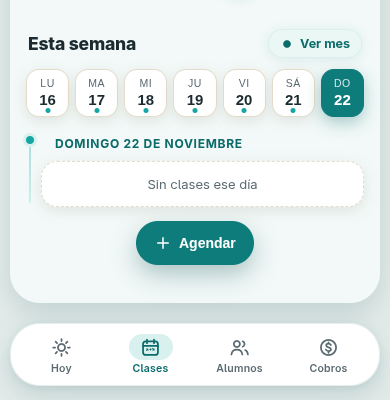 Esta semana
Ver mes
LU MA MI JU VI SÁ DO
16 17 18 19 20 21 22
DOMINGO 22 DE NOVIEMBRE
Sin clases ese día
Agendar
Hoy Clases Alumnos Cobros